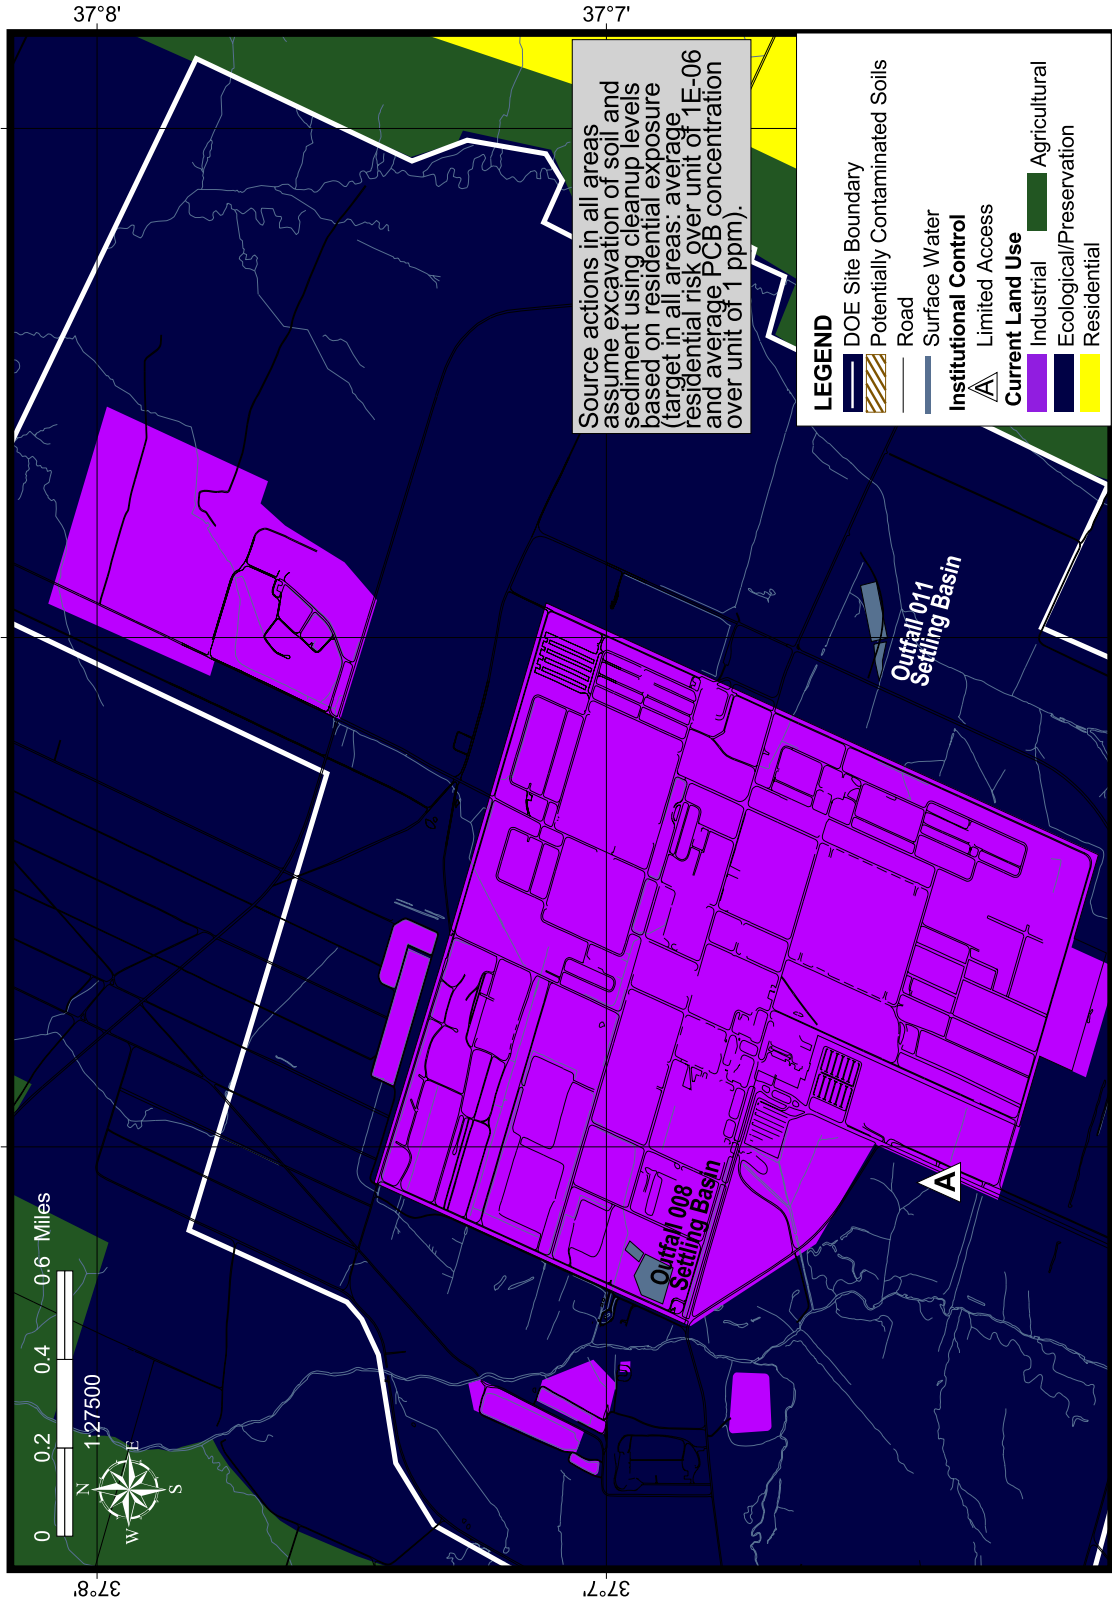 37°8'
37°7'
Source actions in all areas
assume excavation of soil and
sediment using cleanup levels
based on residential exposure
(target in all areas: average
residential risk over unit of 1E-06
and average PCB concentration
over unit of 1 ppm).
LEGEND
DOE Site Boundary
Potentially Contaminated Soils
Road
Surface Water
Institutional Control
A Limited Access
Current Land Use
Industrial
Agricultural
Ecological/Preservation
Residential
Outfall 011
Settling Basin
Outfall 008
Settling Basin
A
0 0.2 0.4 0.6 Miles
1:27500
N
E
S
W
37°8'
37°7'